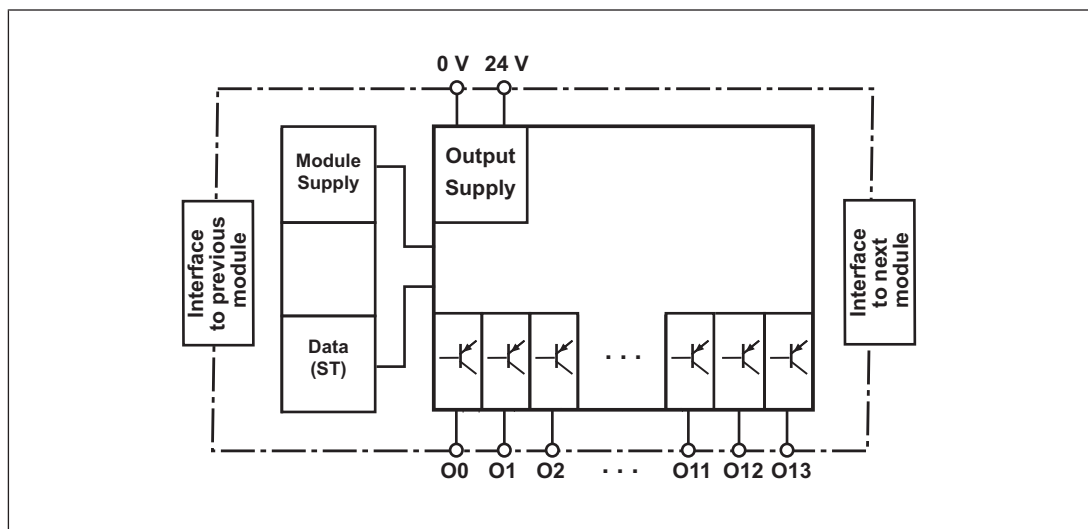 0 V 24 V
Module
Supply
Output
Supply
Interface
to previous
module
Interface
to next
module
Data
(ST)
. . .
O0 O1 O2 . . . O11 O12 O13